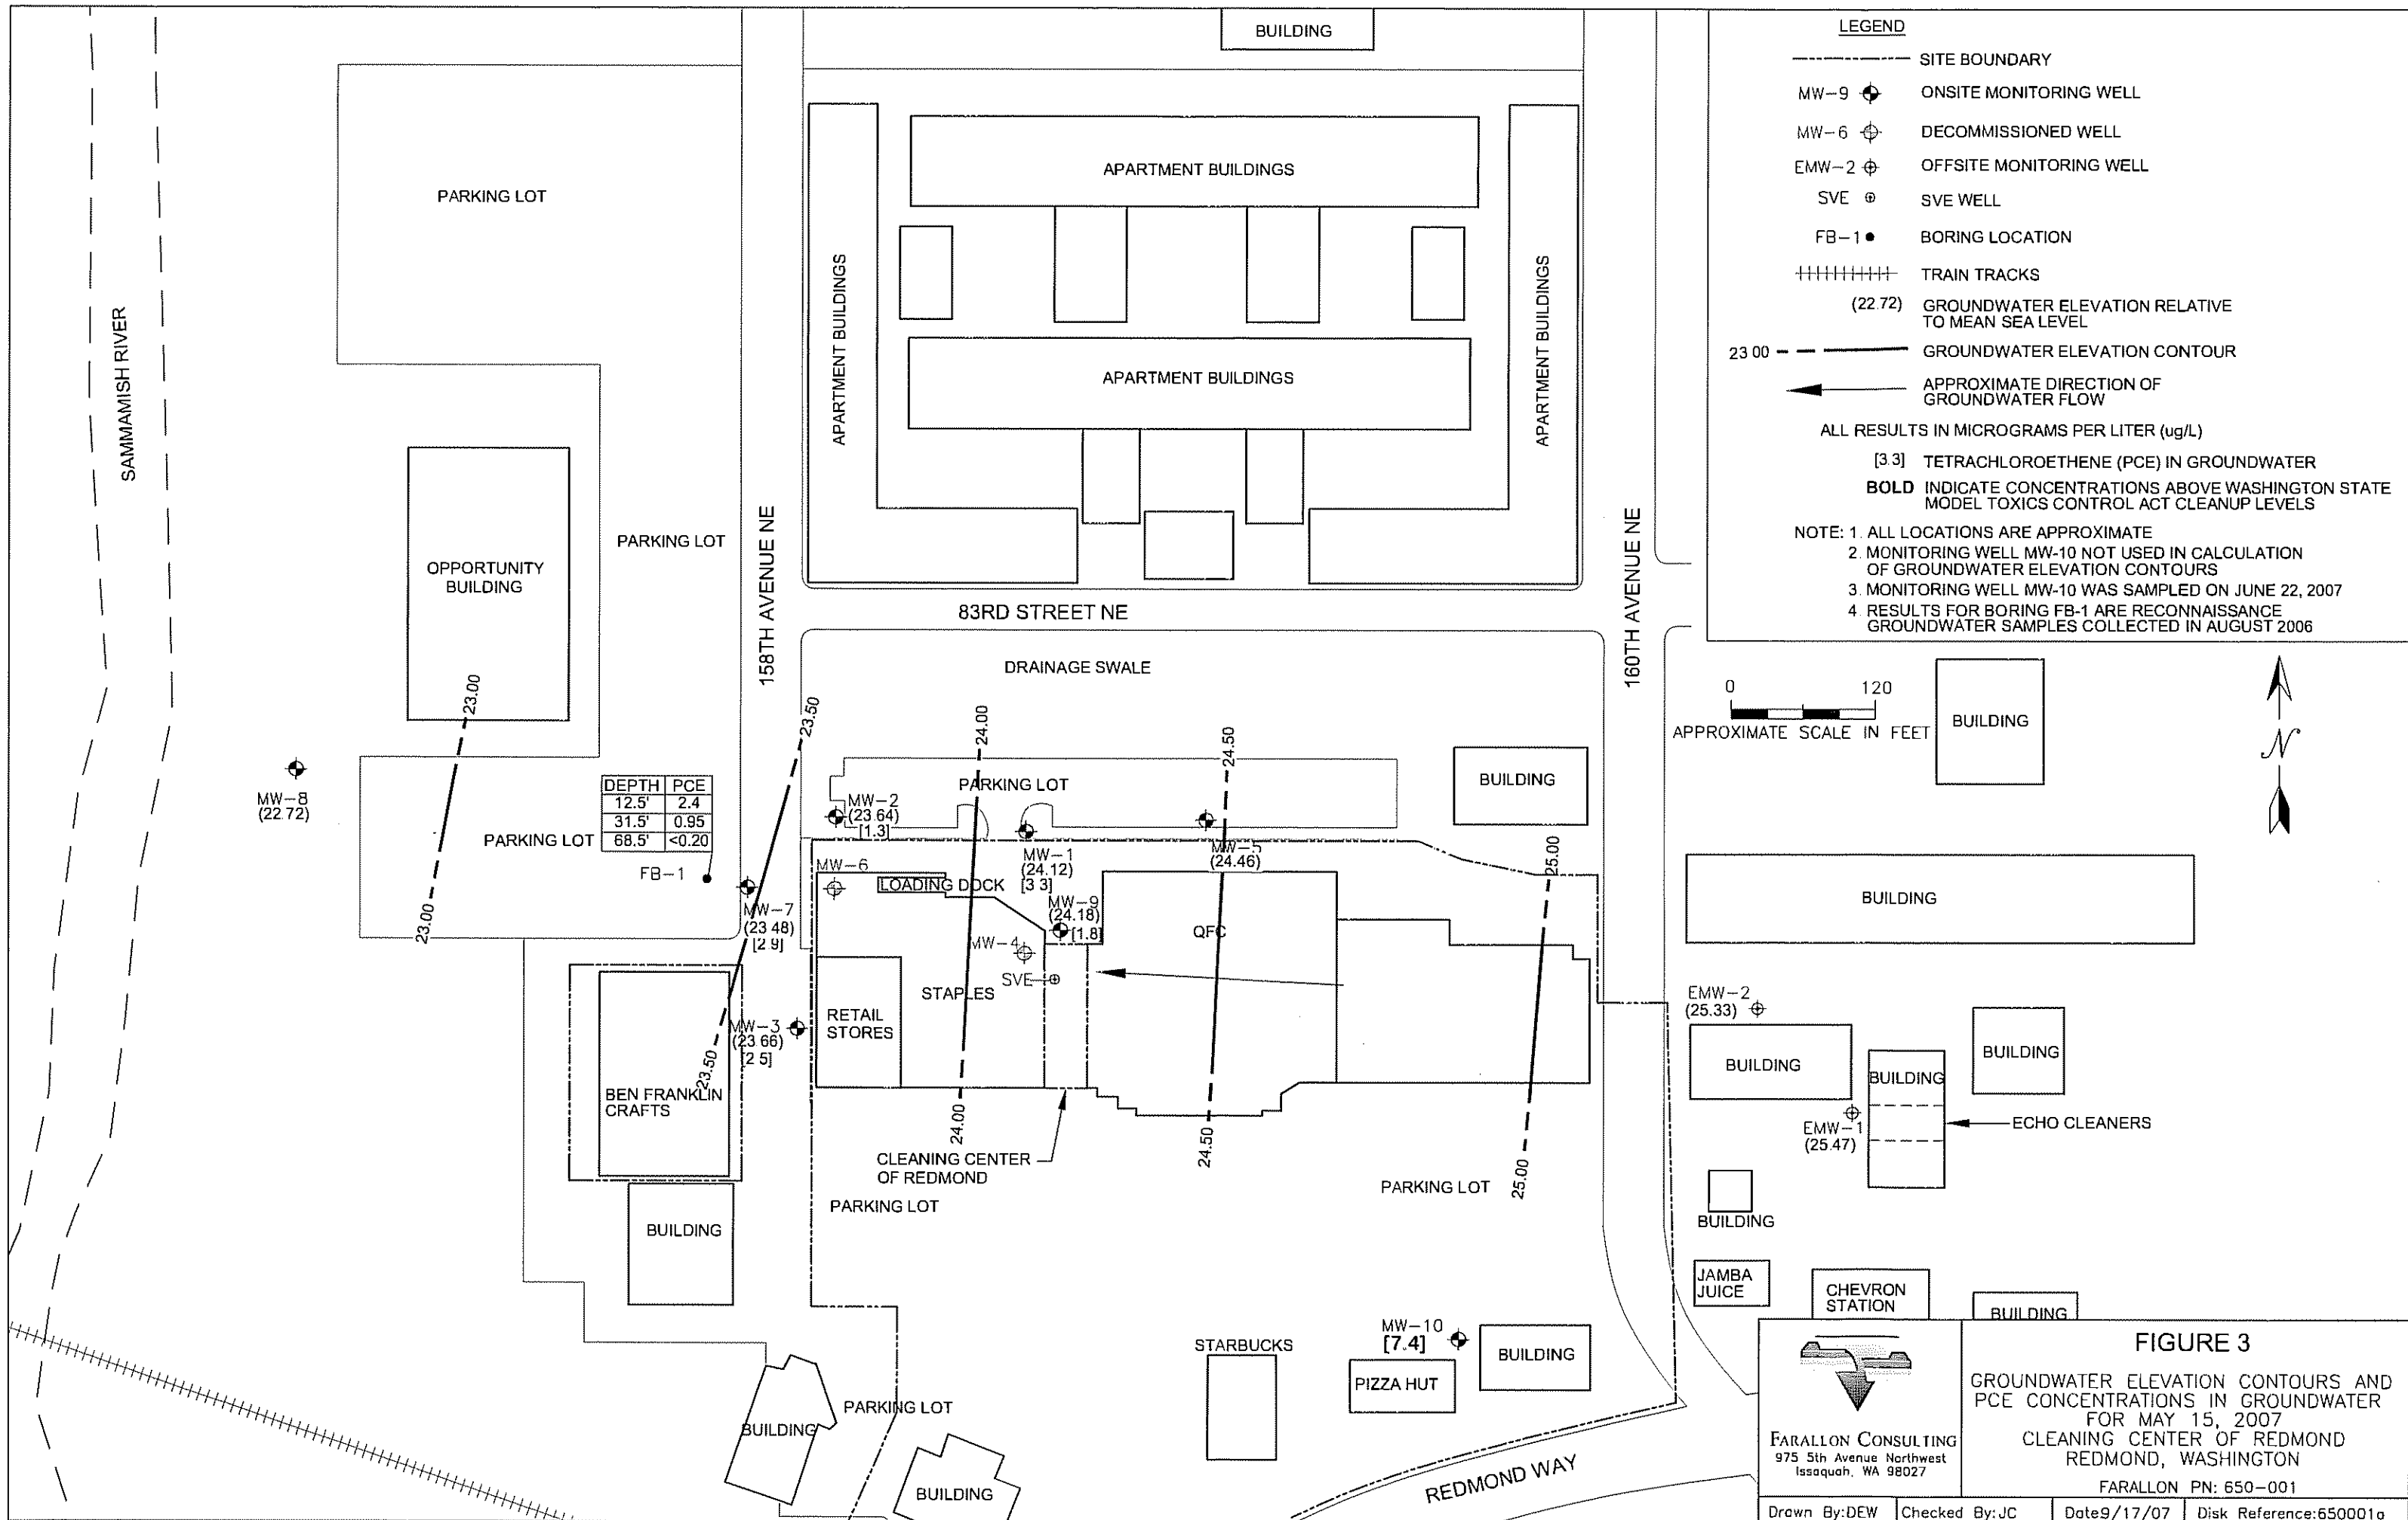 BUILDING
LEGEND
SITE BOUNDARY
MW-9 ONSITE MONITORING WELL
MW-6 DECOMMISSIONED WELL
EMW-2 OFFSITE MONITORING WELL
SVE SVE WELL
FB-1 BORING LOCATION
TRAIN TRACKS
(22.72) GROUNDWATER ELEVATION RELATIVE
TO MEAN SEA LEVEL
23 00 GROUNDWATER ELEVATION CONTOUR
APPROXIMATE DIRECTION OF
GROUNDWATER FLOW
ALL RESULTS IN MICROGRAMS PER LITER (ug/L)
[3.3] TETRACHLOROETHENE (PCE) IN GROUNDWATER
BOLD INDICATE CONCENTRATIONS ABOVE WASHINGTON STATE
MODEL TOXICS CONTROL ACT CLEANUP LEVELS
NOTE: 1. ALL LOCATIONS ARE APPROXIMATE
2. MONITORING WELL MW-10 NOT USED IN CALCULATION
OF GROUNDWATER ELEVATION CONTOURS
3. MONITORING WELL MW-10 WAS SAMPLED ON JUNE 22, 2007
4. RESULTS FOR BORING FB-1 ARE RECONNAISSANCE
GROUNDWATER SAMPLES COLLECTED IN AUGUST 2006
PARKING LOT
APARTMENT BUILDINGS
APARTMENT BUILDINGS
APARTMENT BUILDINGS
APARTMENT BUILDINGS
SAMMAMISH RIVER
PARKING LOT
OPPORTUNITY
BUILDING
158TH AVENUE NE
160TH AVENUE NE
83RD STREET NE
DRAINAGE SWALE
0 120
APPROXIMATE SCALE IN FEET
BUILDING
N
23.00
23.50
24.00
24.50
BUILDING
PARKING LOT
MW-8
(22.72)
DEPTH PCE
12.5' 2.4
31.5' 0.95
68.5' <0.20
PARKING LOT
FB-1
MW-2
(23.64)
[1.3]
MW-1
(24.12)
[3 3]
MW-5
(24.46)
25.00
MW-6
LOADING DOCK
MW-7
(23.48)
[2 9]
MW-9
(24.18)
[1.8]
MW-4
QFC
SVE
STAPLES
RETAIL
STORES
MW-3
(23.66)
[2 5]
23.00
23.50
24.00
24.50
25.00
BEN FRANKLIN
CRAFTS
CLEANING CENTER
OF REDMOND
PARKING LOT
PARKING LOT
BUILDING
BUILDING
EMW-2
(25.33)
BUILDING
BUILDING
BUILDING
EMW-1
(25.47)
ECHO CLEANERS
BUILDING
JAMBA
JUICE
CHEVRON
STATION
BUILDING
MW-10
[7.4]
STARBUCKS
PIZZA HUT
BUILDING
PARKING LOT
BUILDING
BUILDING
REDMOND WAY
FARALLON CONSULTING
975 5th Avenue Northwest
Issaquah, WA 98027
FIGURE 3
GROUNDWATER ELEVATION CONTOURS AND
PCE CONCENTRATIONS IN GROUNDWATER
FOR MAY 15, 2007
CLEANING CENTER OF REDMOND
REDMOND, WASHINGTON
FARALLON PN: 650-001
Drawn By:DEW Checked By:JC Date9/17/07 Disk Reference:650001a